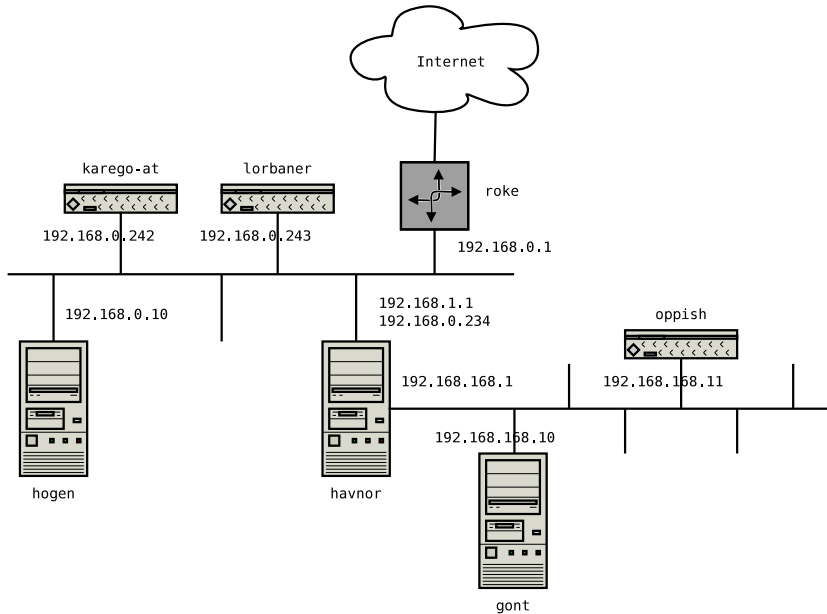 Internet
karego-at
lorbaner
roke
192.168.0.242
192.168.0.243
192.168.0.1
192.168.0.10
192.168.1.1
192.168.0.234
oppish
192.168.168.1
192.168.168.11
192.168.168.10
hogen
havnor
gont